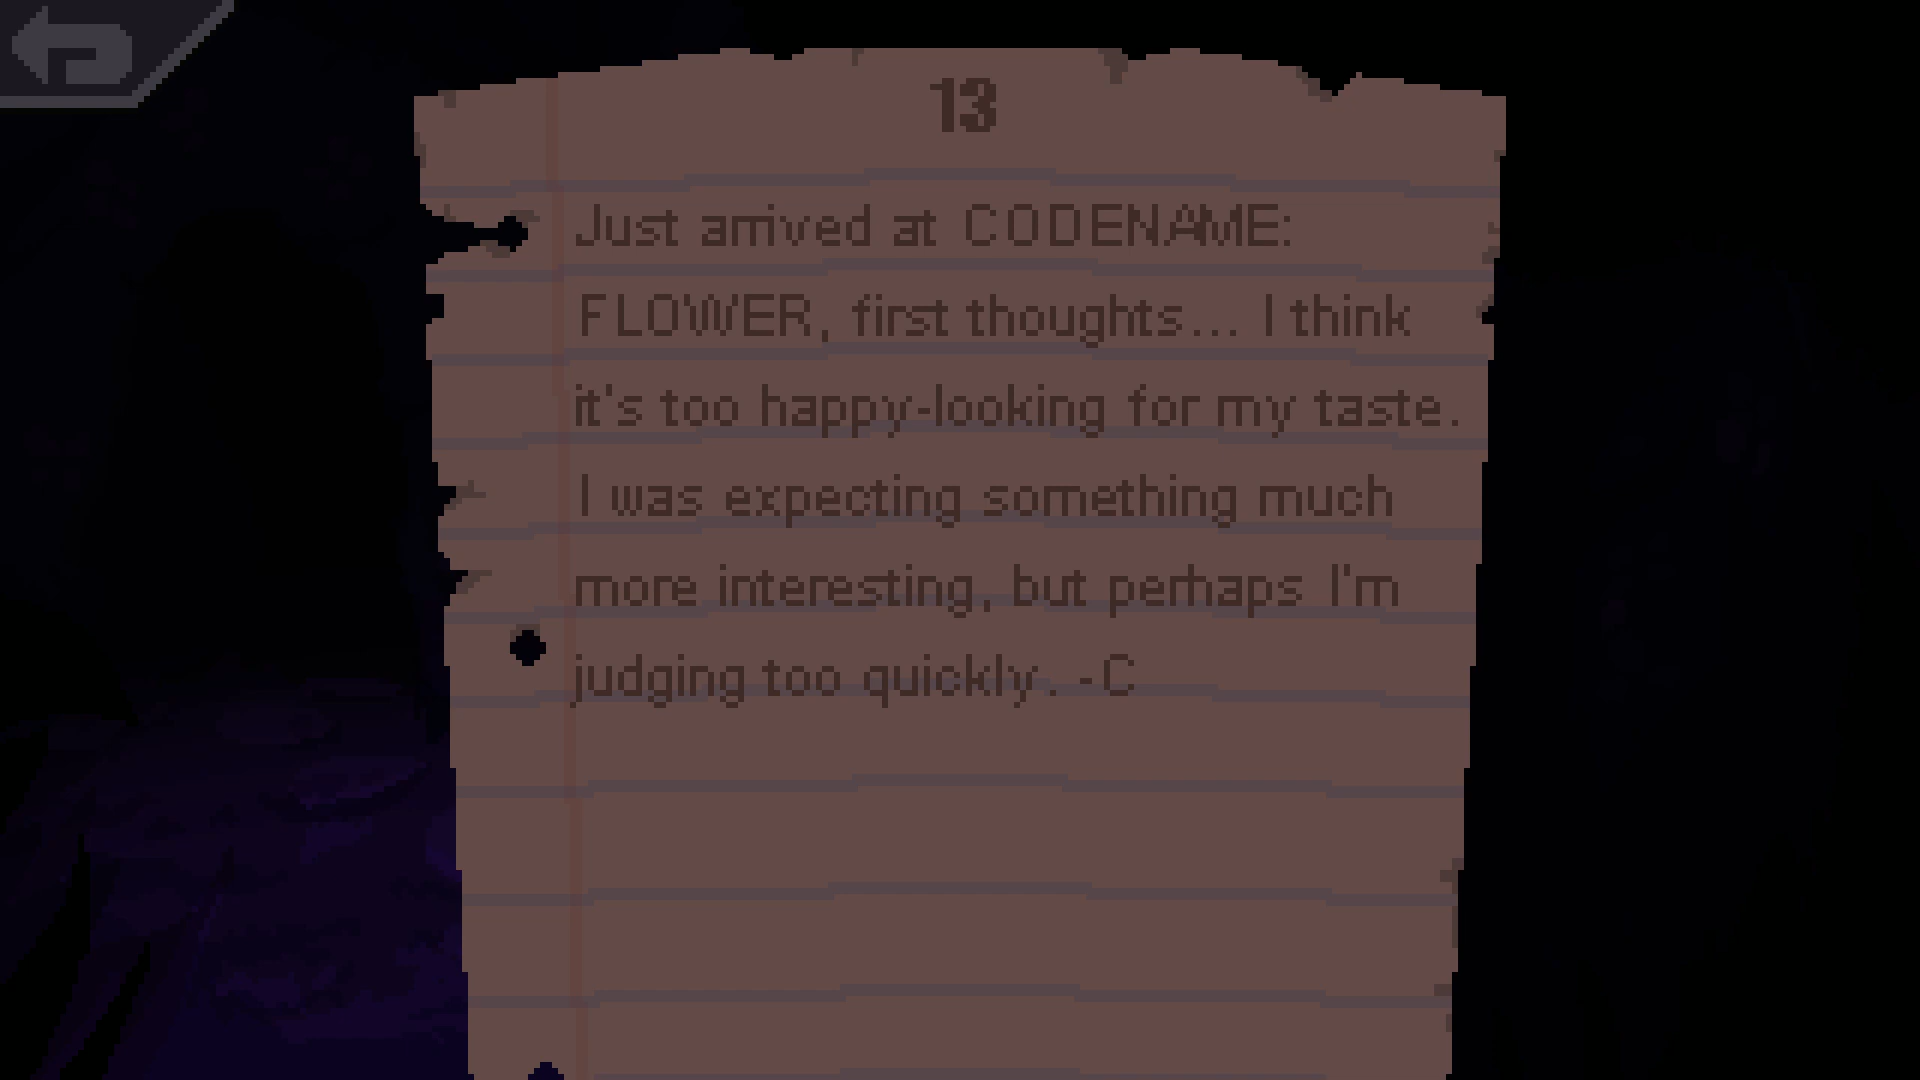 13
Just arrived at CODENAME:
FLOWER, first thoughts... I think
it's too happy-looking for my taste.
I was expecting something much
more interesting, but perhaps I'm
judging too quickly. -C